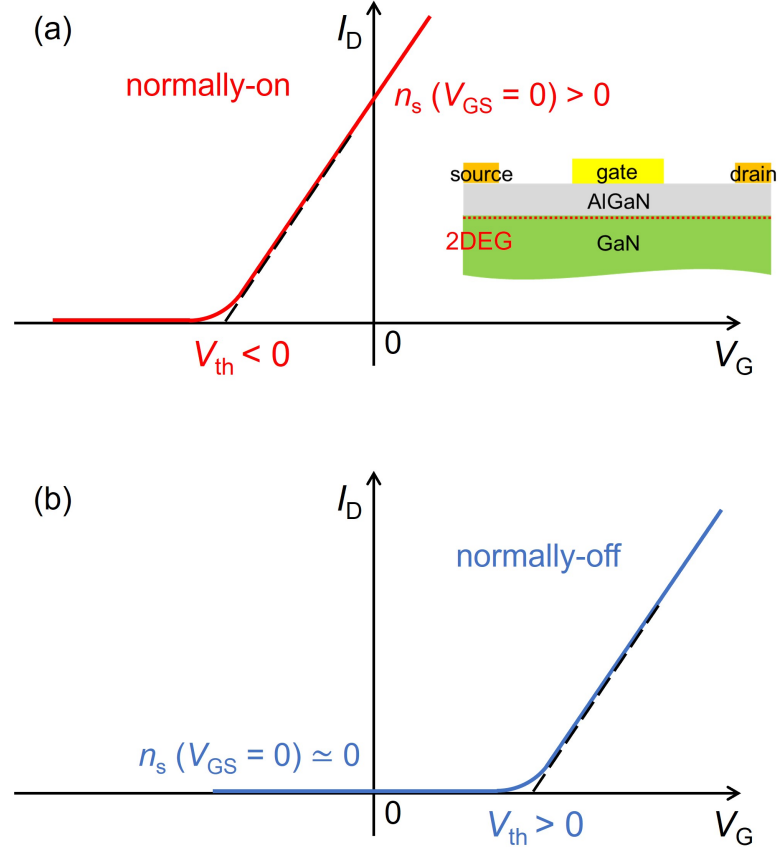 (a)
I_D
normally-on
n_s (V_GS = 0) > 0
source
gate
drain
AlGaN
2DEG
GaN
0
V_th < 0
V_G
(b)
I_D
normally-off
n_s (V_GS = 0) ≃ 0
0
V_th > 0
V_G